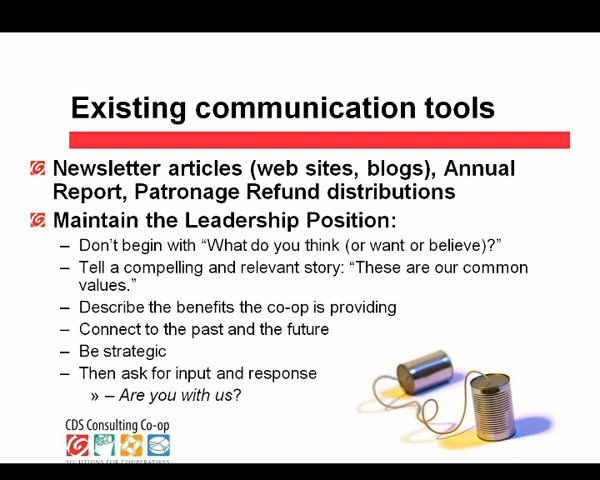 Existing communication tools
Newsletter articles (web sites, blogs), Annual
Report, Patronage Refund distributions
Maintain the Leadership Position:
– Don't begin with “What do you think (or want or believe)?”
– Tell a compelling and relevant story: “These are our common
values.”
– Describe the benefits the co-op is providing
– Connect to the past and the future
– Be strategic
– Then ask for input and response
» – Are you with us?
CDS Consulting Co-op
SOLUTIONS FOR COOPERATIVES